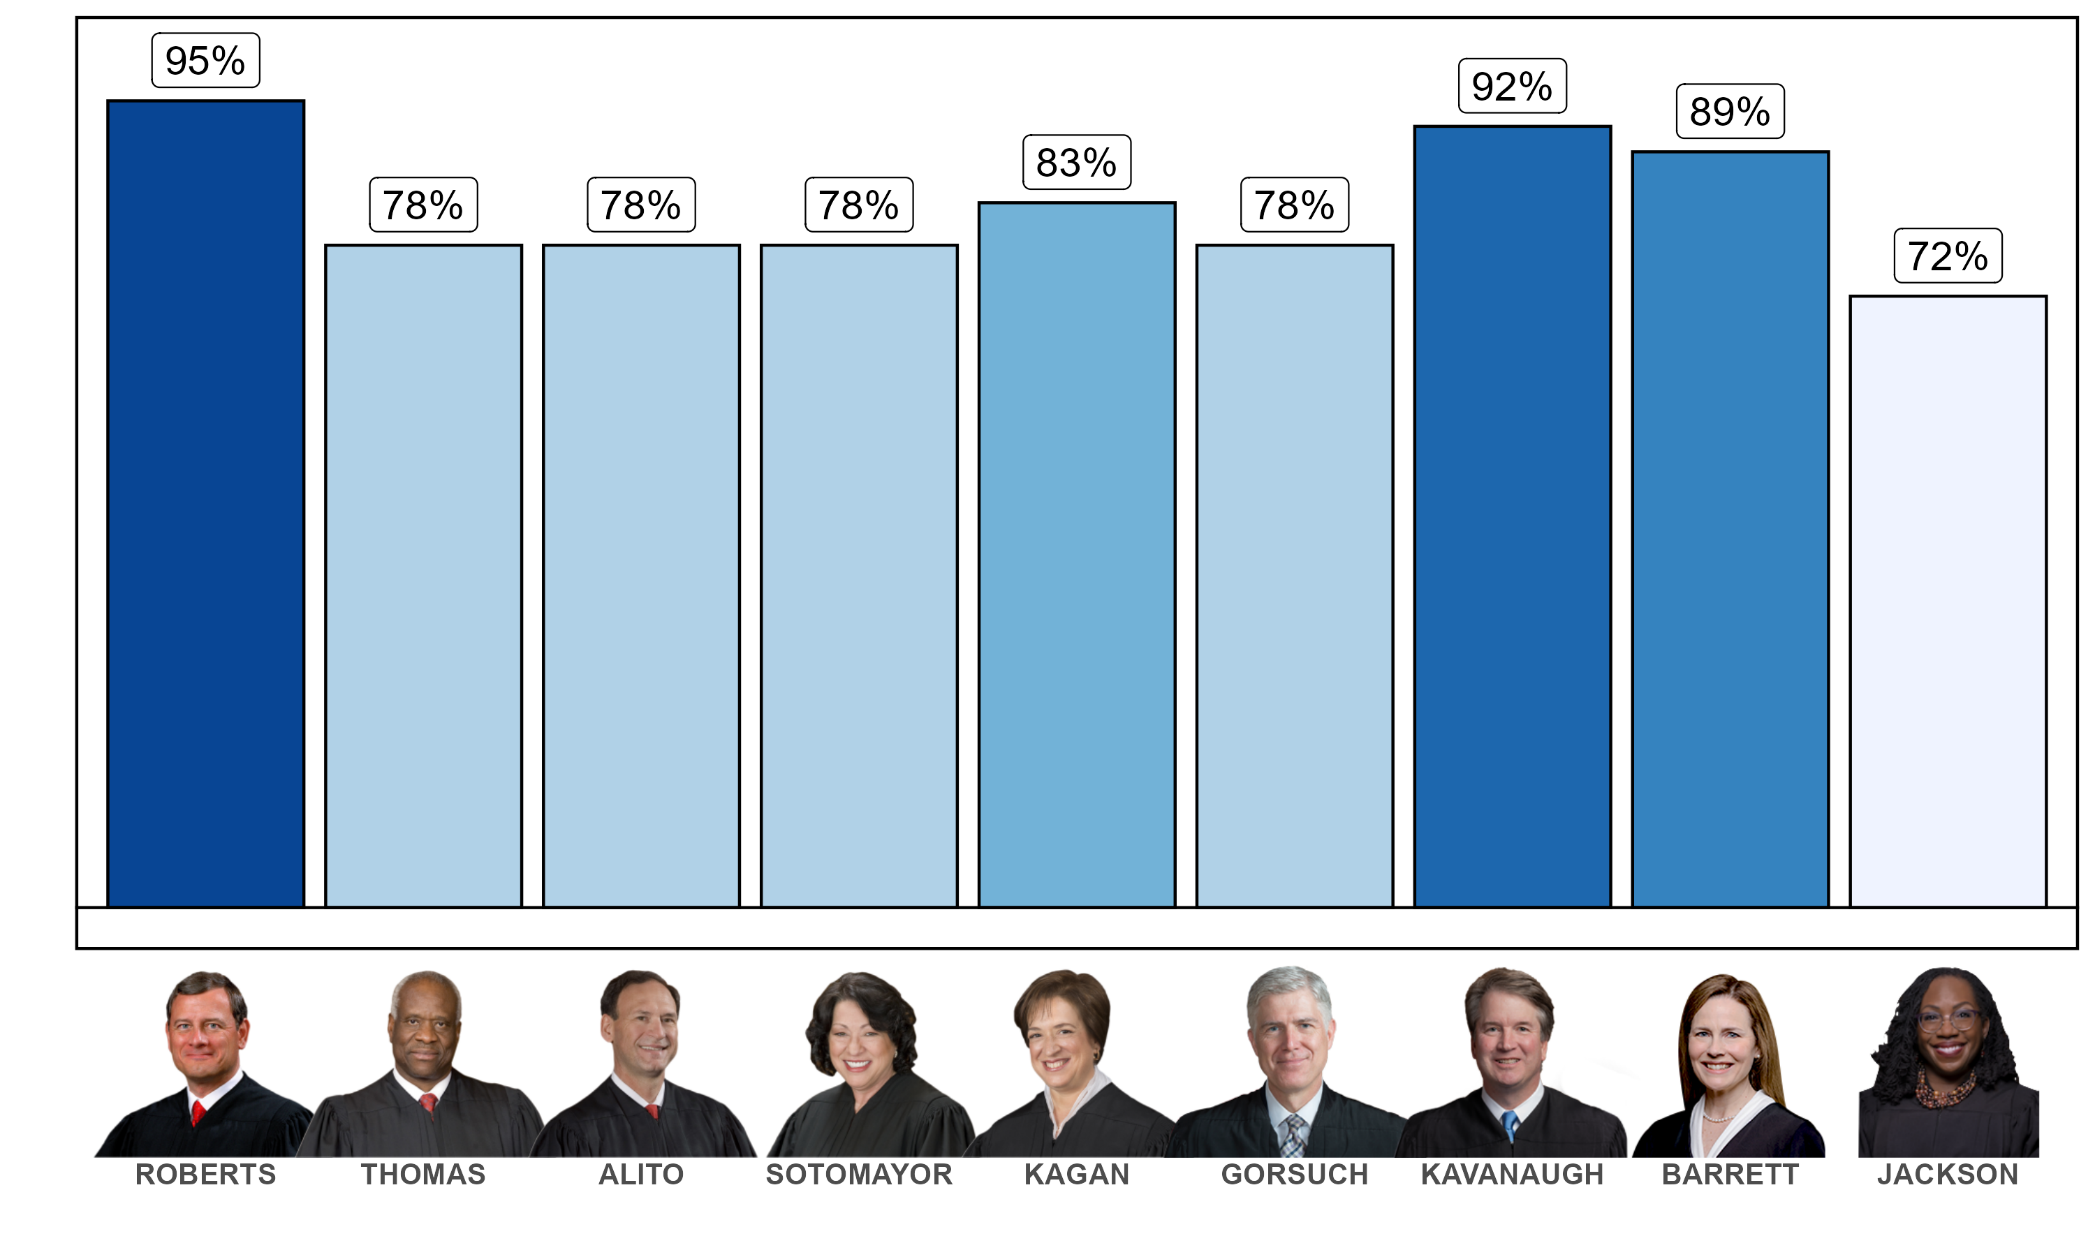 95%
78%
78%
78%
83%
78%
92%
89%
72%
ROBERTS
THOMAS
ALITO
SOTOMAYOR
KAGAN
GORSUCH
KAVANAUGH
BARRETT
JACKSON